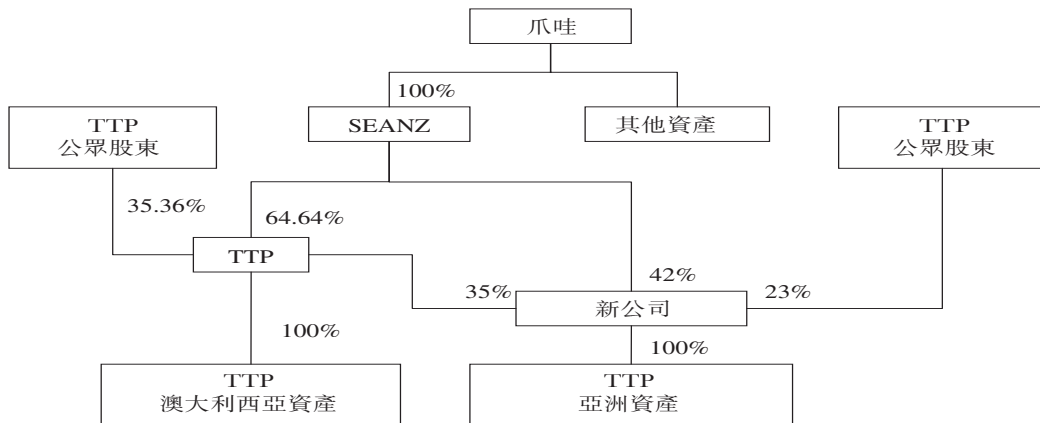 爪哇
100%
SEANZ
其他資產
TTP
公眾股東
TTP
公眾股東
35.36%
64.64%
TTP
35%
42%
23%
新公司
100%
100%
TTP
澳大利西亞資產
TTP
亞洲資產